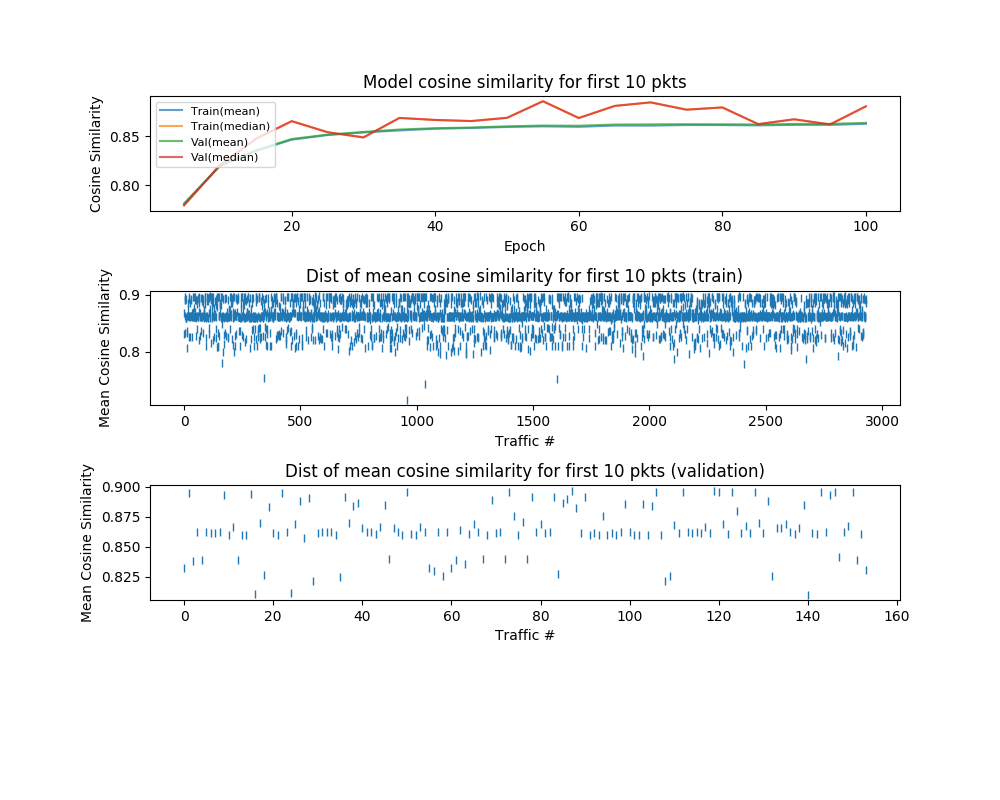 Model cosine similarity for first 10 pkts
Cosine Similarity
0.85
0.80
Train(mean)
Train(median)
Val(mean)
Val(median)
20 40 60 80 100
Epoch
Dist of mean cosine similarity for first 10 pkts (train)
Mean Cosine Similarity
0.9
0.8
0 500 1000 1500 2000 2500 3000
Traffic #
Dist of mean cosine similarity for first 10 pkts (validation)
Mean Cosine Similarity
0.900
0.875
0.850
0.825
0 20 40 60 80 100 120 140 160
Traffic #